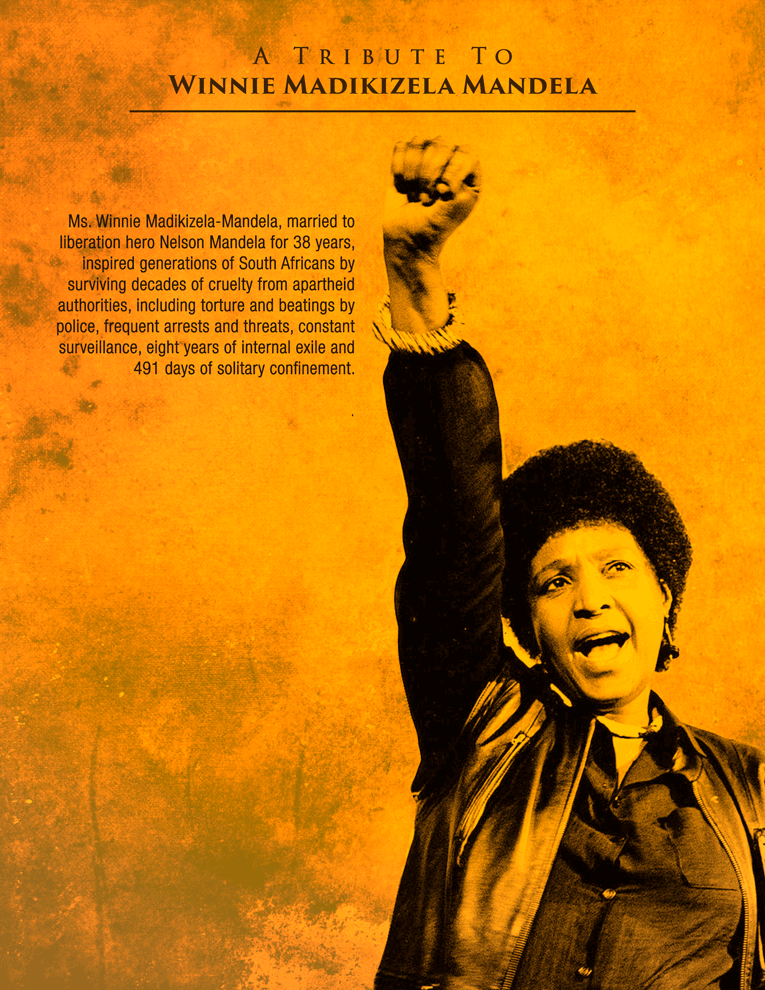 A Tribute To
Winnie Madikizela Mandela
Ms. Winnie Madikizela-Mandela, married to
liberation hero Nelson Mandela for 38 years,
inspired generations of South Africans by
surviving decades of cruelty from apartheid
authorities, including torture and beatings by
police, frequent arrests and threats, constant
surveillance, eight years of internal exile and
491 days of solitary confinement.